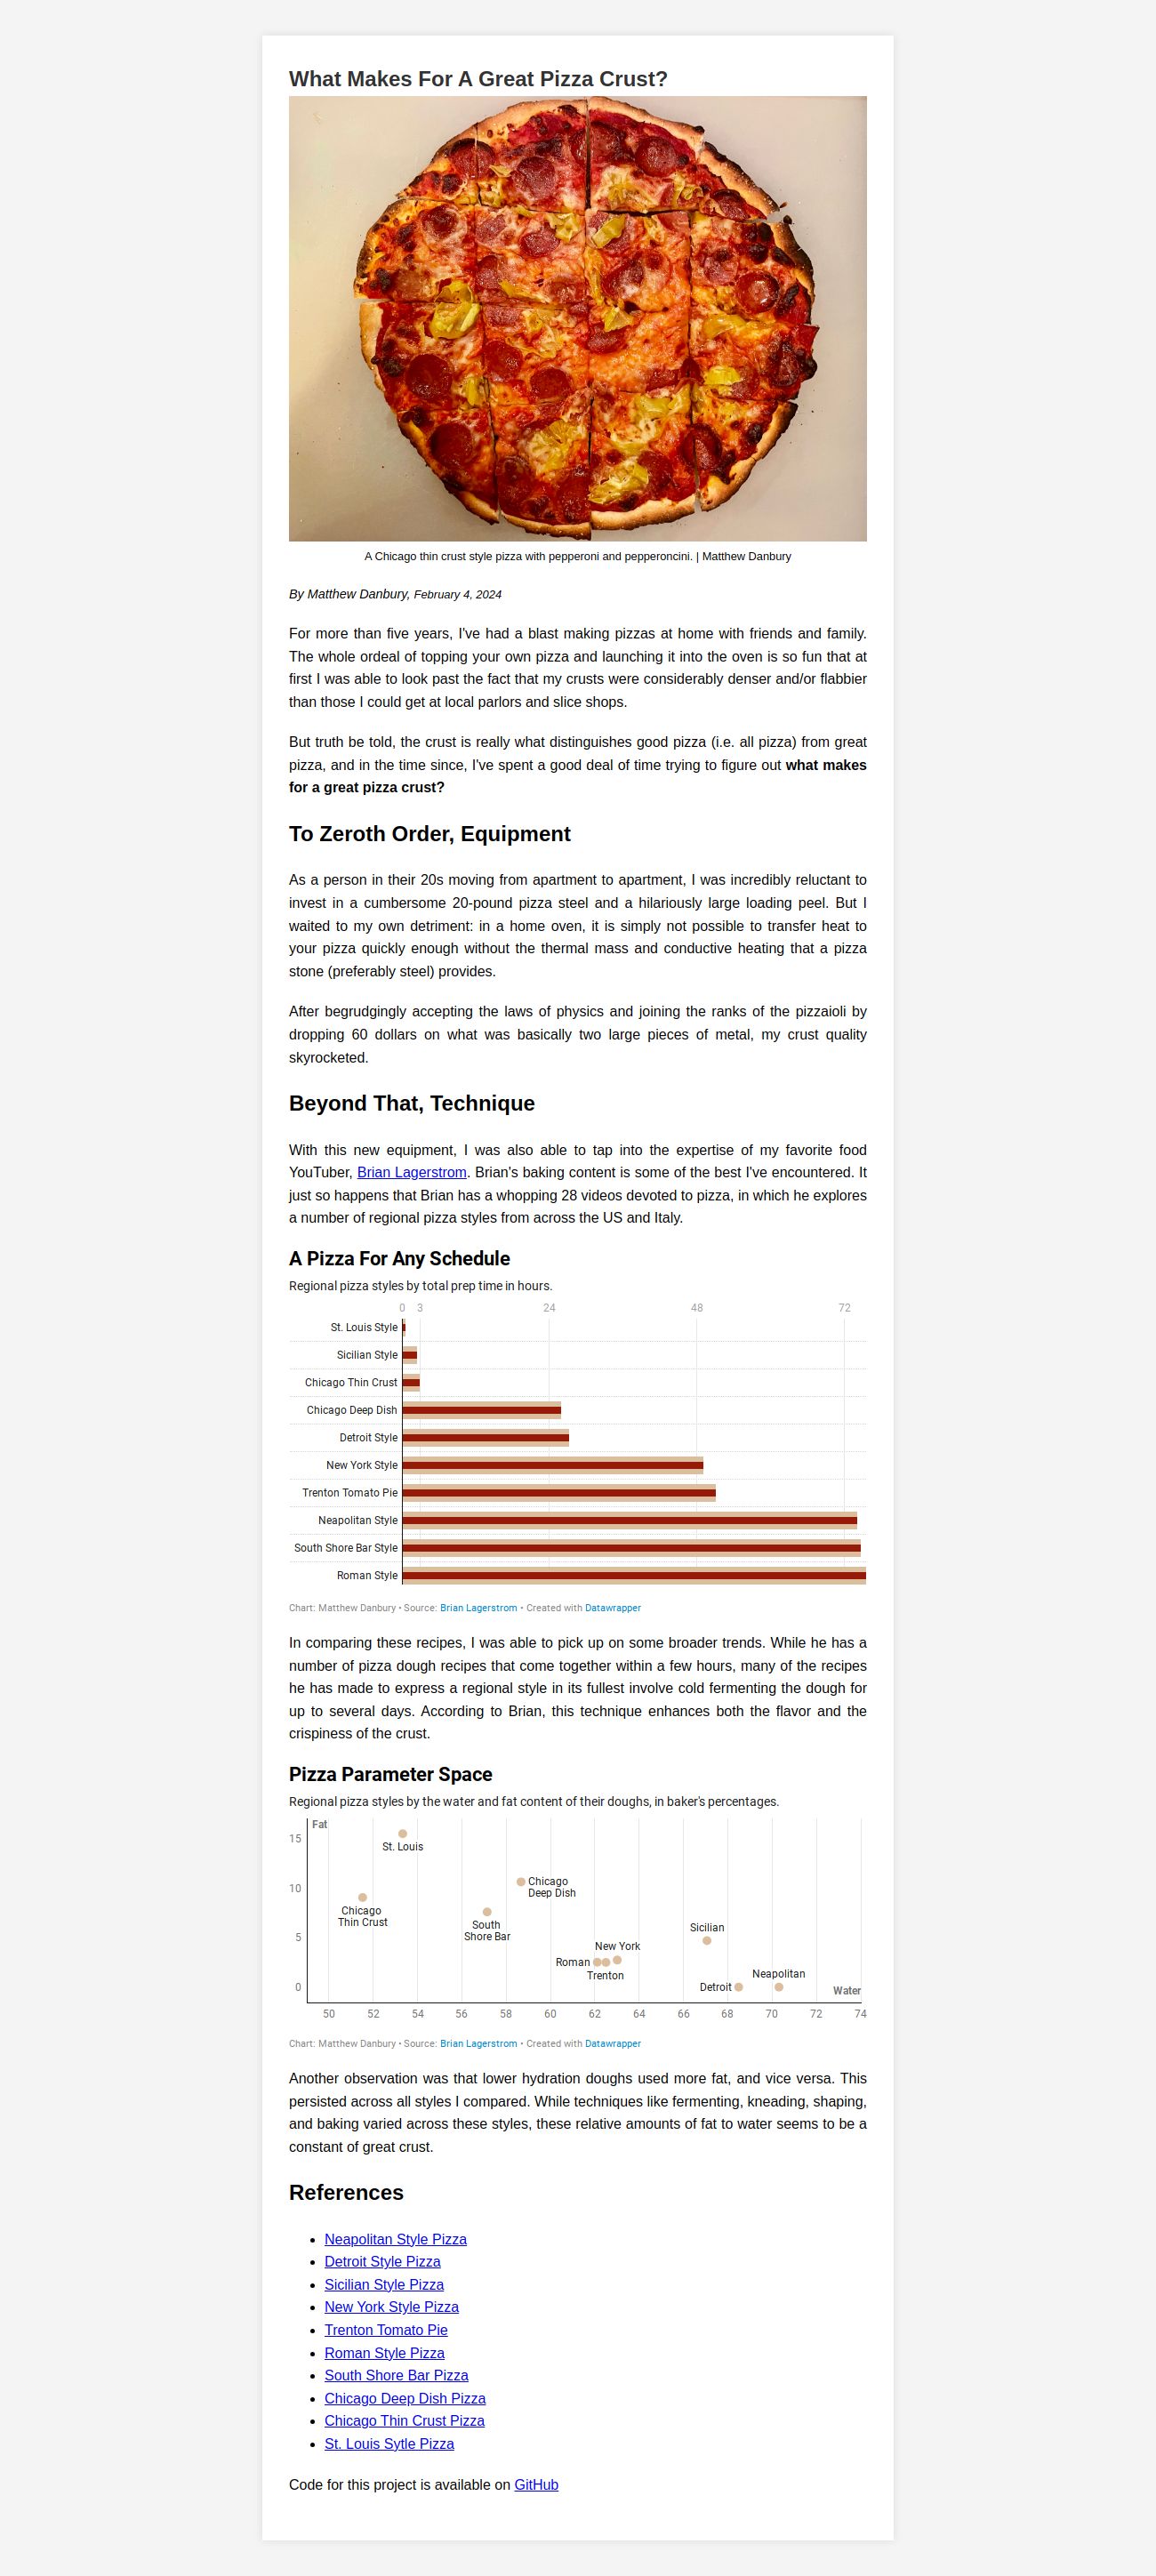 What Makes For A Great Pizza Crust?
A Chicago thin crust style pizza with pepperoni and pepperoncini. | Matthew Danbury
By Matthew Danbury, February 4, 2024
For more than five years, I've had a blast making pizzas at home with friends and family.
The whole ordeal of topping your own pizza and launching it into the oven is so fun that at
first I was able to look past the fact that my crusts were considerably denser and/or flabbier
than those I could get at local parlors and slice shops.
But truth be told, the crust is really what distinguishes good pizza (i.e. all pizza) from great
pizza, and in the time since, I've spent a good deal of time trying to figure out what makes
for a great pizza crust?
To Zeroth Order, Equipment
As a person in their 20s moving from apartment to apartment, I was incredibly reluctant to
invest in a cumbersome 20-pound pizza steel and a hilariously large loading peel. But I
waited to my own detriment: in a home oven, it is simply not possible to transfer heat to
your pizza quickly enough without the thermal mass and conductive heating that a pizza
stone (preferably steel) provides.
After begrudgingly accepting the laws of physics and joining the ranks of the pizzaioli by
dropping 60 dollars on what was basically two large pieces of metal, my crust quality
skyrocketed.
Beyond That, Technique
With this new equipment, I was also able to tap into the expertise of my favorite food
YouTuber, Brian Lagerstrom. Brian's baking content is some of the best I've encountered. It
just so happens that Brian has a whopping 28 videos devoted to pizza, in which he explores
a number of regional pizza styles from across the US and Italy.
A Pizza For Any Schedule
Regional pizza styles by total prep time in hours.
0 3 24 48 72
St. Louis Style
Sicilian Style
Chicago Thin Crust
Chicago Deep Dish
Detroit Style
New York Style
Trenton Tomato Pie
Neapolitan Style
South Shore Bar Style
Roman Style
Chart: Matthew Danbury • Source: Brian Lagerstrom • Created with Datawrapper
In comparing these recipes, I was able to pick up on some broader trends. While he has a
number of pizza dough recipes that come together within a few hours, many of the recipes
he has made to express a regional style in its fullest involve cold fermenting the dough for
up to several days. According to Brian, this technique enhances both the flavor and the
crispiness of the crust.
Pizza Parameter Space
Regional pizza styles by the water and fat content of their doughs, in baker's percentages.
Fat
15
St. Louis
Chicago
Deep Dish
10
Chicago
Thin Crust
South
Shore Bar
5
Sicilian
New York
Roman
Trenton
Neapolitan
Detroit
0
Water
50 52 54 56 58 60 62 64 66 68 70 72 74
Chart: Matthew Danbury • Source: Brian Lagerstrom • Created with Datawrapper
Another observation was that lower hydration doughs used more fat, and vice versa. This
persisted across all styles I compared. While techniques like fermenting, kneading, shaping,
and baking varied across these styles, these relative amounts of fat to water seems to be a
constant of great crust.
References
• Neapolitan Style Pizza
• Detroit Style Pizza
• Sicilian Style Pizza
• New York Style Pizza
• Trenton Tomato Pie
• Roman Style Pizza
• South Shore Bar Pizza
• Chicago Deep Dish Pizza
• Chicago Thin Crust Pizza
• St. Louis Sytle Pizza
Code for this project is available on GitHub